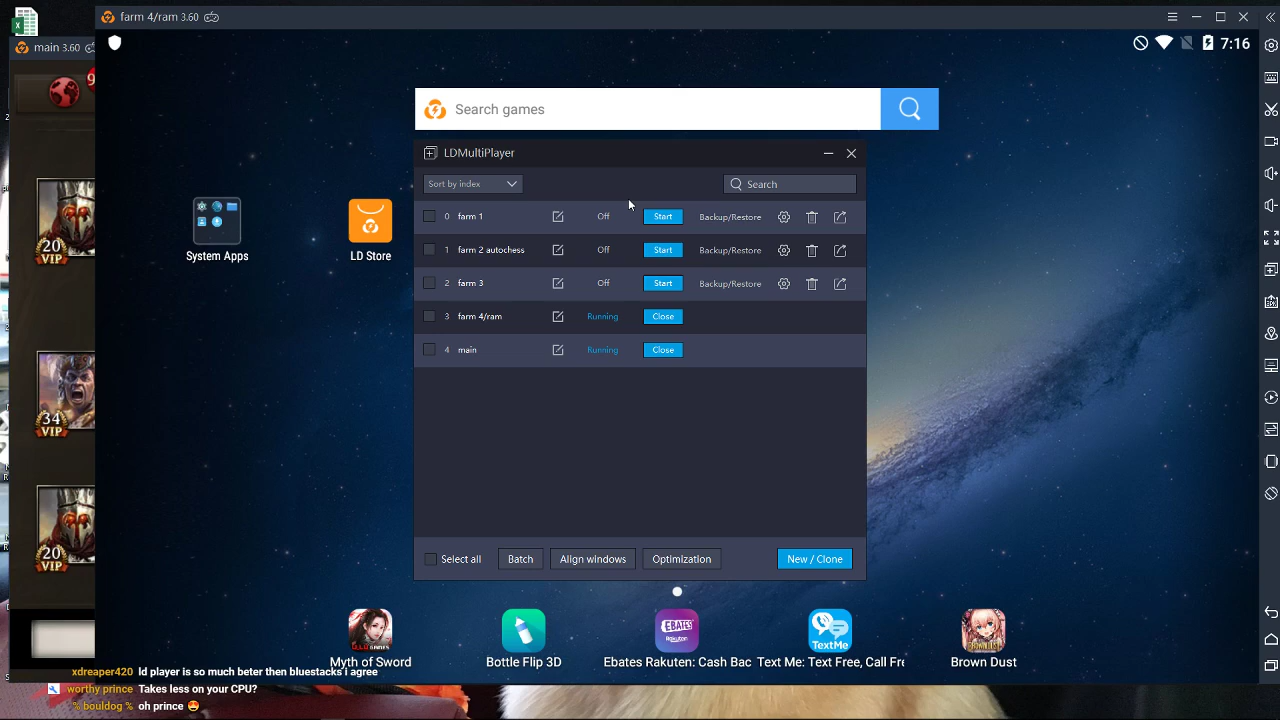 farm 4/ram 3.60
main 3.60
7:16
9
Search games
LDMultiPlayer
Sort by index
Search
0 farm 1 Off Start Backup/Restore
1 farm 2 autochess Off Start Backup/Restore
2 farm 3 Off Start Backup/Restore
3 farm 4/ram Running Close
4 main Running Close
Select all Batch Align windows Optimization New / Clone
System Apps
LD Store
20
VIP
34
VIP
20
VIP
EBATES
Rakuten
BROWN DUST
Myth of Sword
Bottle Flip 3D
Ebates Rakuten: Cash Bac
Text Me: Text Free, Call Fre
Brown Dust
xdreaper420 ld player is so much beter then bluestacks i agree
worthy prince Takes less on your CPU?
% bouldog % oh prince 😍